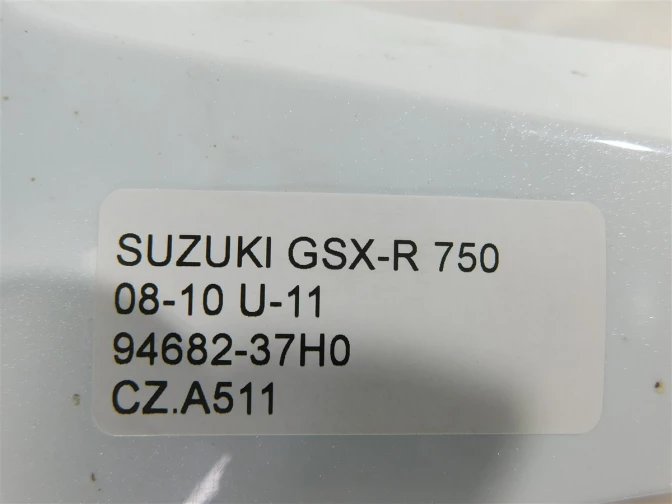 SUZUKI GSX-R 750
08-10 U-11
94682-37H0
CZ.A511